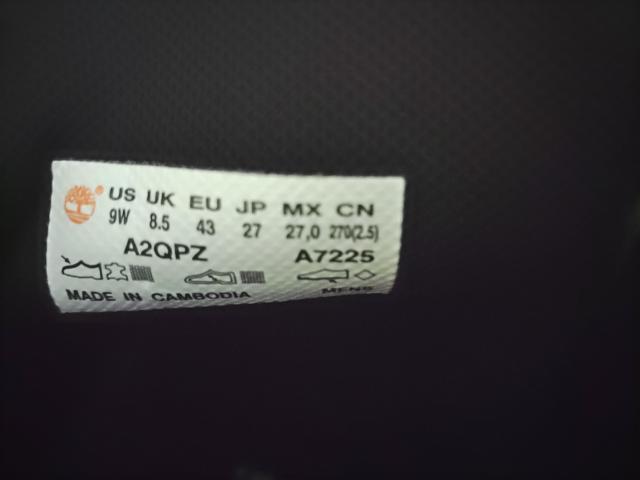 US UK EU JP MX CN
9W 8.5 43 27 27,0 270(2.5)
A2QPZ A7225
MADE IN CAMBODIA MENS